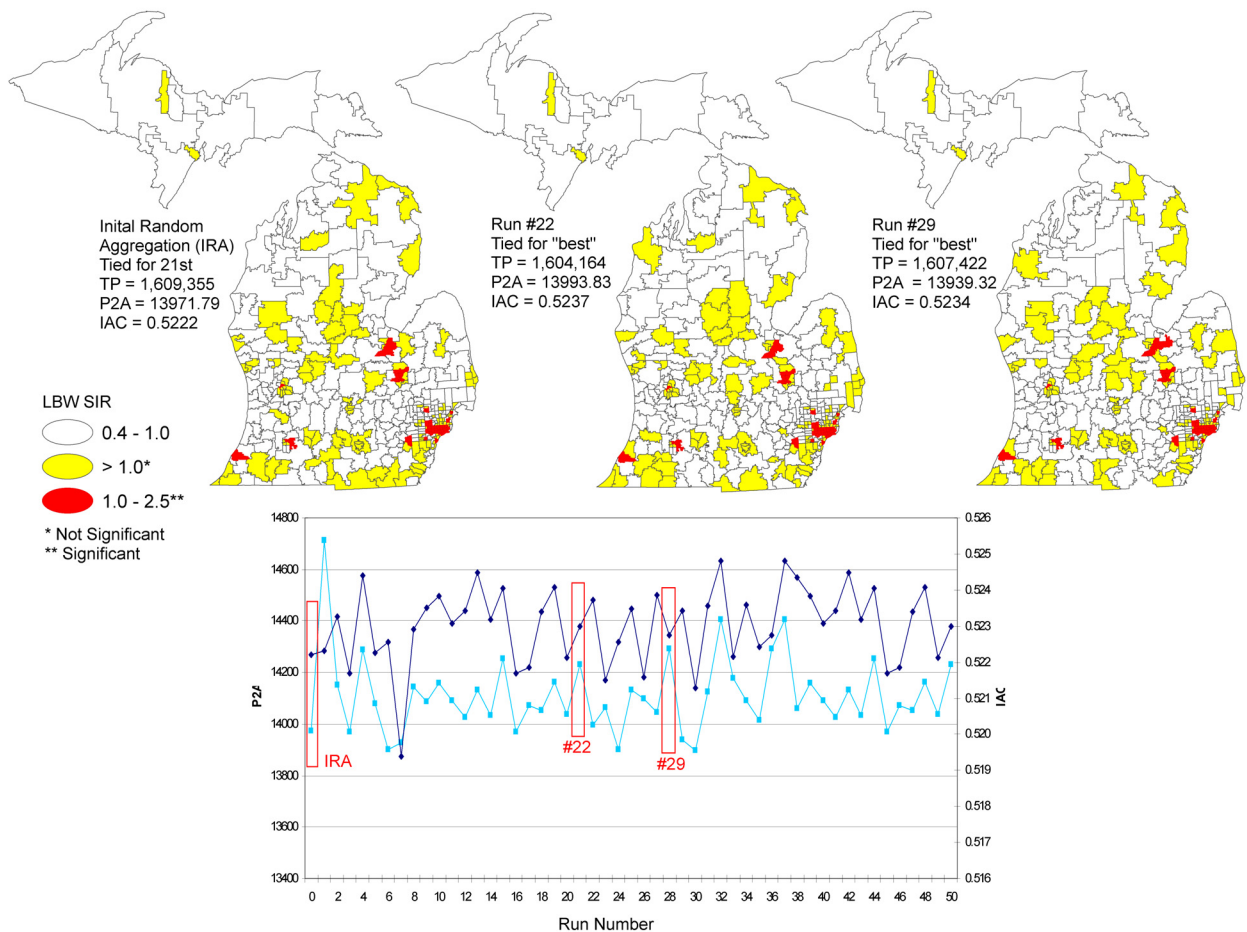 Inital Random
Aggregation (IRA)
Tied for 21st
TP = 1,609,355
P2A = 13971.79
IAC = 0.5222
Run #22
Tied for "best"
TP = 1,604,164
P2A = 13993.83
IAC = 0.5237
Run #29
Tied for "best"
TP = 1,607,422
P2A = 13939.32
IAC = 0.5234
LBW SIR
0.4 - 1.0
> 1.0*
1.0 - 2.5**
* Not Significant
** Significant
14800
14600
14400
14200
14000
13800
13600
13400
P2A
0.526
0.525
0.524
0.523
0.522
0.521
0.520
0.519
0.518
0.517
0.516
IAC
IRA
#22
#29
0 2 4 6 8 10 12 14 16 18 20 22 24 26 28 30 32 34 36 38 40 42 44 46 48 50
Run Number